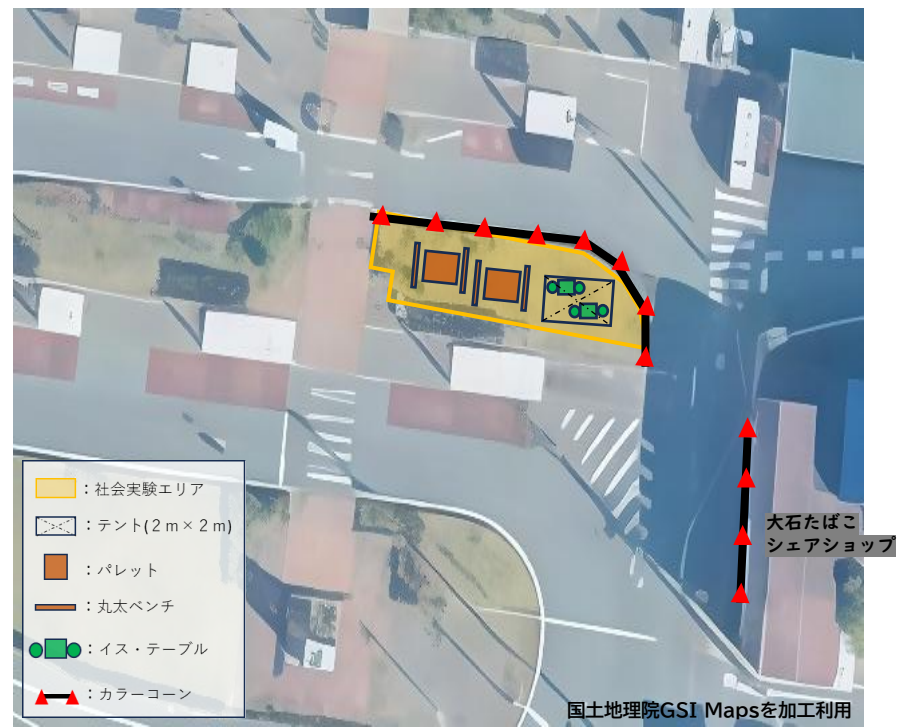 大石たばこ
シェアショップ
：社会実験エリア
：テント(２ｍ×２ｍ)
：パレット
：丸太ベンチ
：イス・テーブル
：カラーコーン
国土地理院GSI Mapsを加工利用